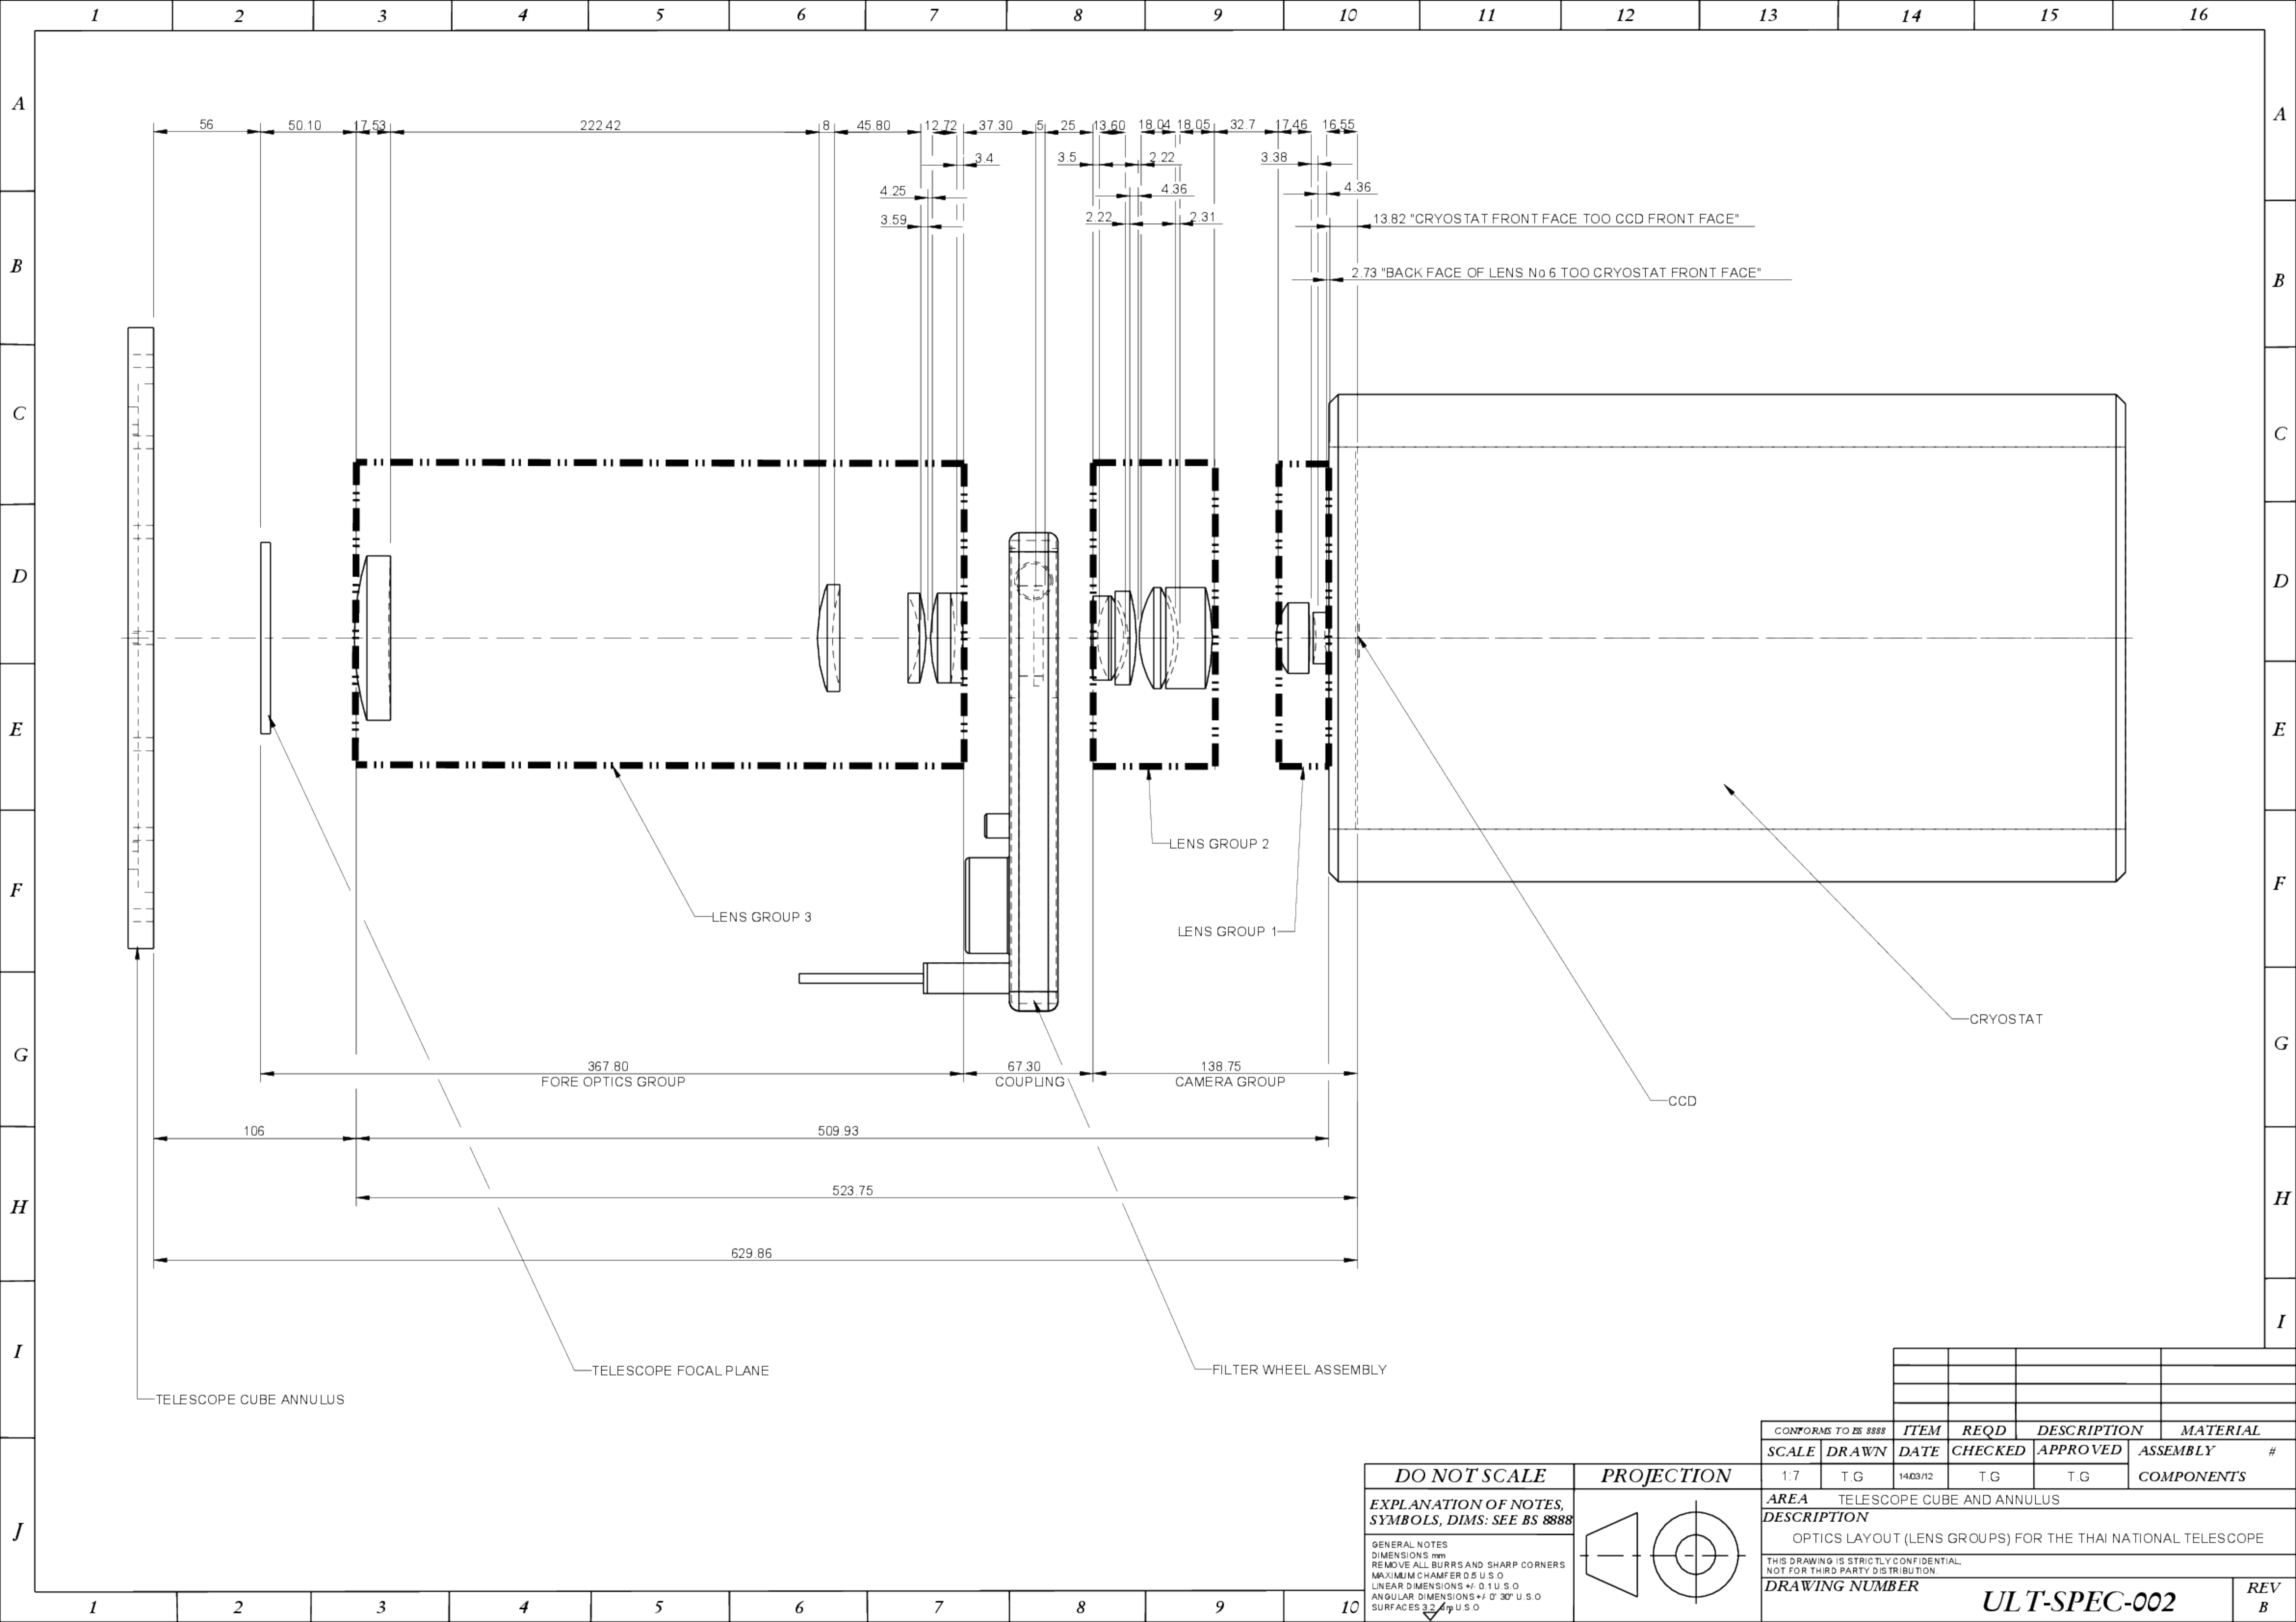 1 2 3 4 5 6 7 8 9 10 11 12 13 14 15 16
A
A
56 50.10 17.53 222.42 8 45.80 12.72 37.30 5 25 13.60 18.04 18.05 32.7 17.46 16.55
3.4 3.5 2.22 3.38
4.25 4.36 4.36
3.59 2.22 2.31 13.82 "CRYOSTAT FRONT FACE TOO CCD FRONT FACE"
B
2.73 "BACK FACE OF LENS No 6 TOO CRYOSTAT FRONT FACE"
B
C
C
D
D
E
E
LENS GROUP 2
F
F
LENS GROUP 3
LENS GROUP 1
CRYOSTAT
G
G
367.80 67.30 138.75
FORE OPTICS GROUP COUPLING CAMERA GROUP
CCD
106 509.93
523.75
H
H
629.86
I
I
TELESCOPE FOCAL PLANE
FILTER WHEEL ASSEMBLY
TELESCOPE CUBE ANNULUS
J
CONFORMS TO BS 8888 ITEM REQD DESCRIPTION MATERIAL
SCALE DRAWN DATE CHECKED APPROVED ASSEMBLY #
1:7 T.G 14/03/12 T.G T.G COMPONENTS
DO NOT SCALE PROJECTION
EXPLANATION OF NOTES,
SYMBOLS, DIMS: SEE BS 8888
AREA TELESCOPE CUBE AND ANNULUS
DESCRIPTION
OPTICS LAYOUT (LENS GROUPS) FOR THE THAI NATIONAL TELESCOPE
GENERAL NOTES
DIMENSIONS mm
REMOVE ALL BURRS AND SHARP CORNERS
MAXIMUM CHAMFER 0.5 U.S.O
LINEAR DIMENSIONS +/- 0.1 U.S.O
ANGULAR DIMENSIONS +/- 0° 30" U.S.O
SURFACES 3.2 U.S.O
THIS DRAWING IS STRICTLY CONFIDENTIAL,
NOT FOR THIRD PARTY DISTRIBUTION.
DRAWING NUMBER ULT-SPEC-002 REV
B
1 2 3 4 5 6 7 8 9 10